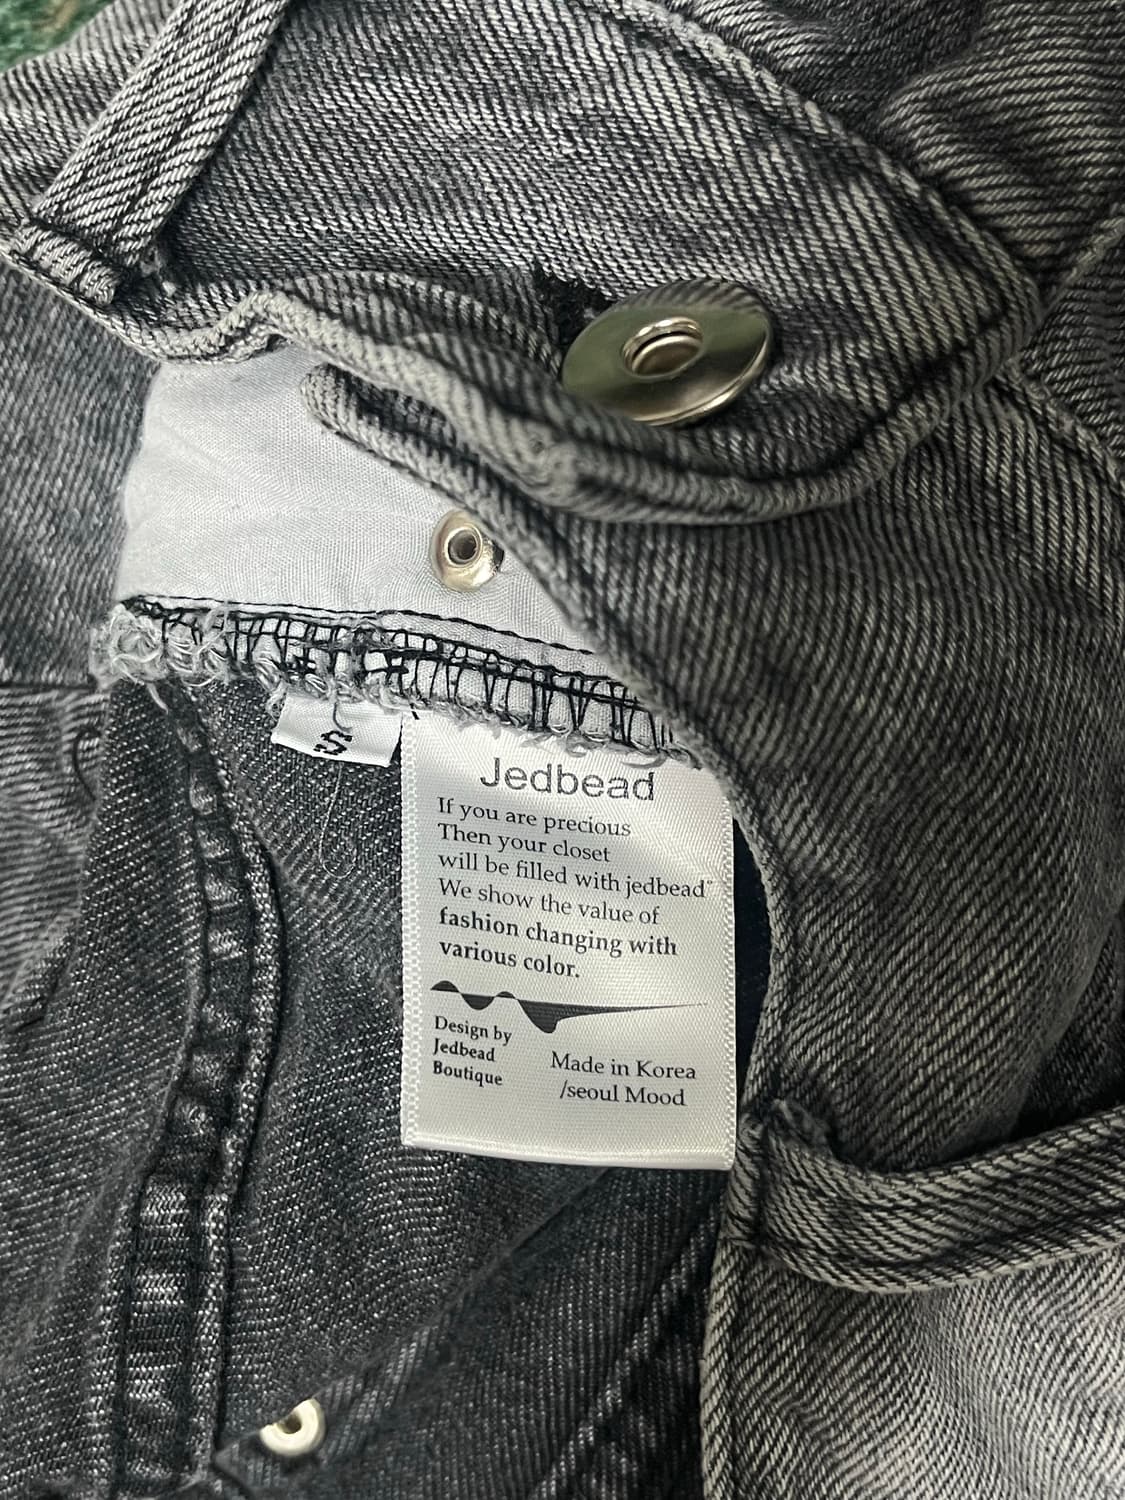 S
Jedbead
If you are precious
Then your closet
will be filled with jedbead"
We show the value of
fashion changing with
various color.
Design by
Jedbead
Boutique
Made in Korea
/seoul Mood